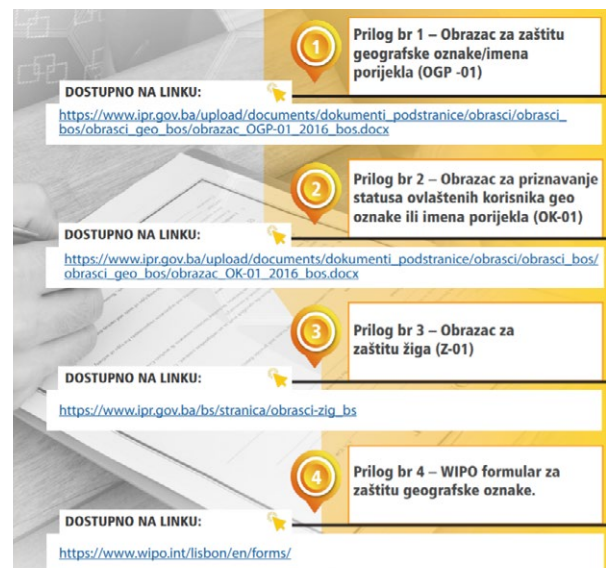 1
Prilog br 1 – Obrazac za zaštitu
geografske oznake/imena
porijekla (OGP -01)
DOSTUPNO NA LINKU:
https://www.ipr.gov.ba/upload/documents/dokumenti_podstranice/obrasci/obrasci_
bos/obrasci_geo_bos/obrazac_OGP-01_2016_bos.docx
2
Prilog br 2 – Obrazac za priznavanje
statusa ovlaštenih korisnika geo
oznake ili imena porijekla (OK-01)
DOSTUPNO NA LINKU:
https://www.ipr.gov.ba/upload/documents/dokumenti_podstranice/obrasci/obrasci_bos/
obrasci_geo_bos/obrazac_OK-01_2016_bos.docx
3
Prilog br 3 – Obrazac za
zaštitu žiga (Z-01)
DOSTUPNO NA LINKU:
https://www.ipr.gov.ba/bs/stranica/obrasci-zig_bs
4
Prilog br 4 – WIPO formular za
zaštitu geografske oznake.
DOSTUPNO NA LINKU:
https://www.wipo.int/lisbon/en/forms/